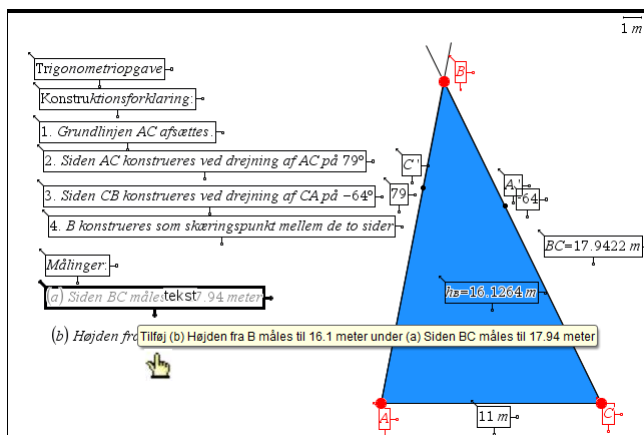 1 m
Trigonometriopgave
Konstruktionsforklaring:
1. Grundlinjen AC afsættes.
2. Siden AC konstrueres ved drejning af AC på 79°
3. Siden CB konstrueres ved drejning af CA på −64°
4. B konstrueres som skæringspunkt mellem de to sider
Målinger:
(a) Siden BC måles tekst 7.94 meter
(b) Højden fra
Tilføj (b) Højden fra B måles til 16.1 meter under (a) Siden BC måles til 17.94 meter
B
C'
79
A'
-64
BC=17.9422 m
hB=16.1264 m
A
11 m
C